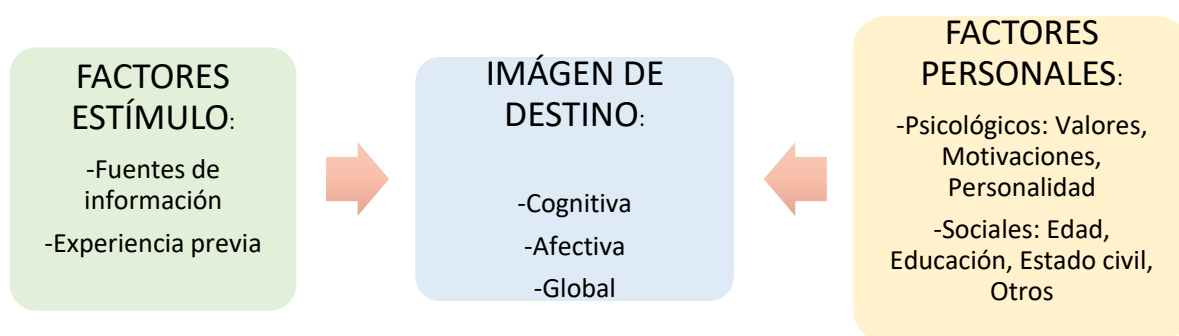 FACTORES
ESTÍMULO:
-Fuentes de
información
-Experiencia previa
IMÁGEN DE
DESTINO:
-Cognitiva
-Afectiva
-Global
FACTORES
PERSONALES:
-Psicológicos: Valores,
Motivaciones,
Personalidad
-Sociales: Edad,
Educación, Estado civil,
Otros